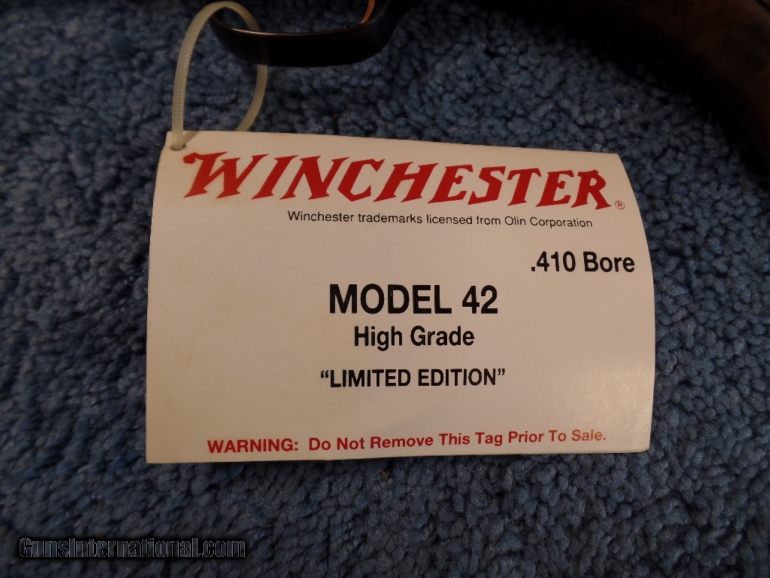 WINCHESTER®
Winchester trademarks licensed from Olin Corporation
.410 Bore
MODEL 42
High Grade
“LIMITED EDITION”
WARNING: Do Not Remove This Tag Prior To Sale.
GunsInternational.com